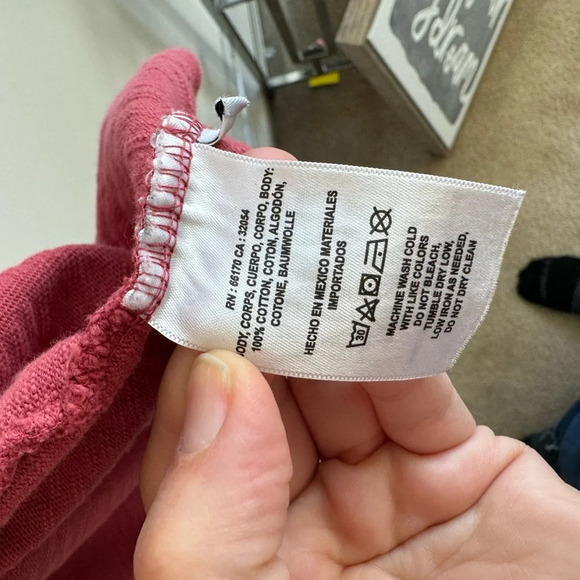 RN : 66170 CA : 32054
BODY, CORPS, CUERPO, CORPO, BODY:
100% COTTON, COTON, ALGODÓN,
COTONE, BAUMWOLLE
HECHO EN MEXICO MATERIALES
IMPORTADOS
30
MACHINE WASH COLD
WITH LIKE COLORS
DO NOT BLEACH,
TUMBLE DRY LOW,
LOW IRON AS NEEDED,
DO NOT DRY CLEAN